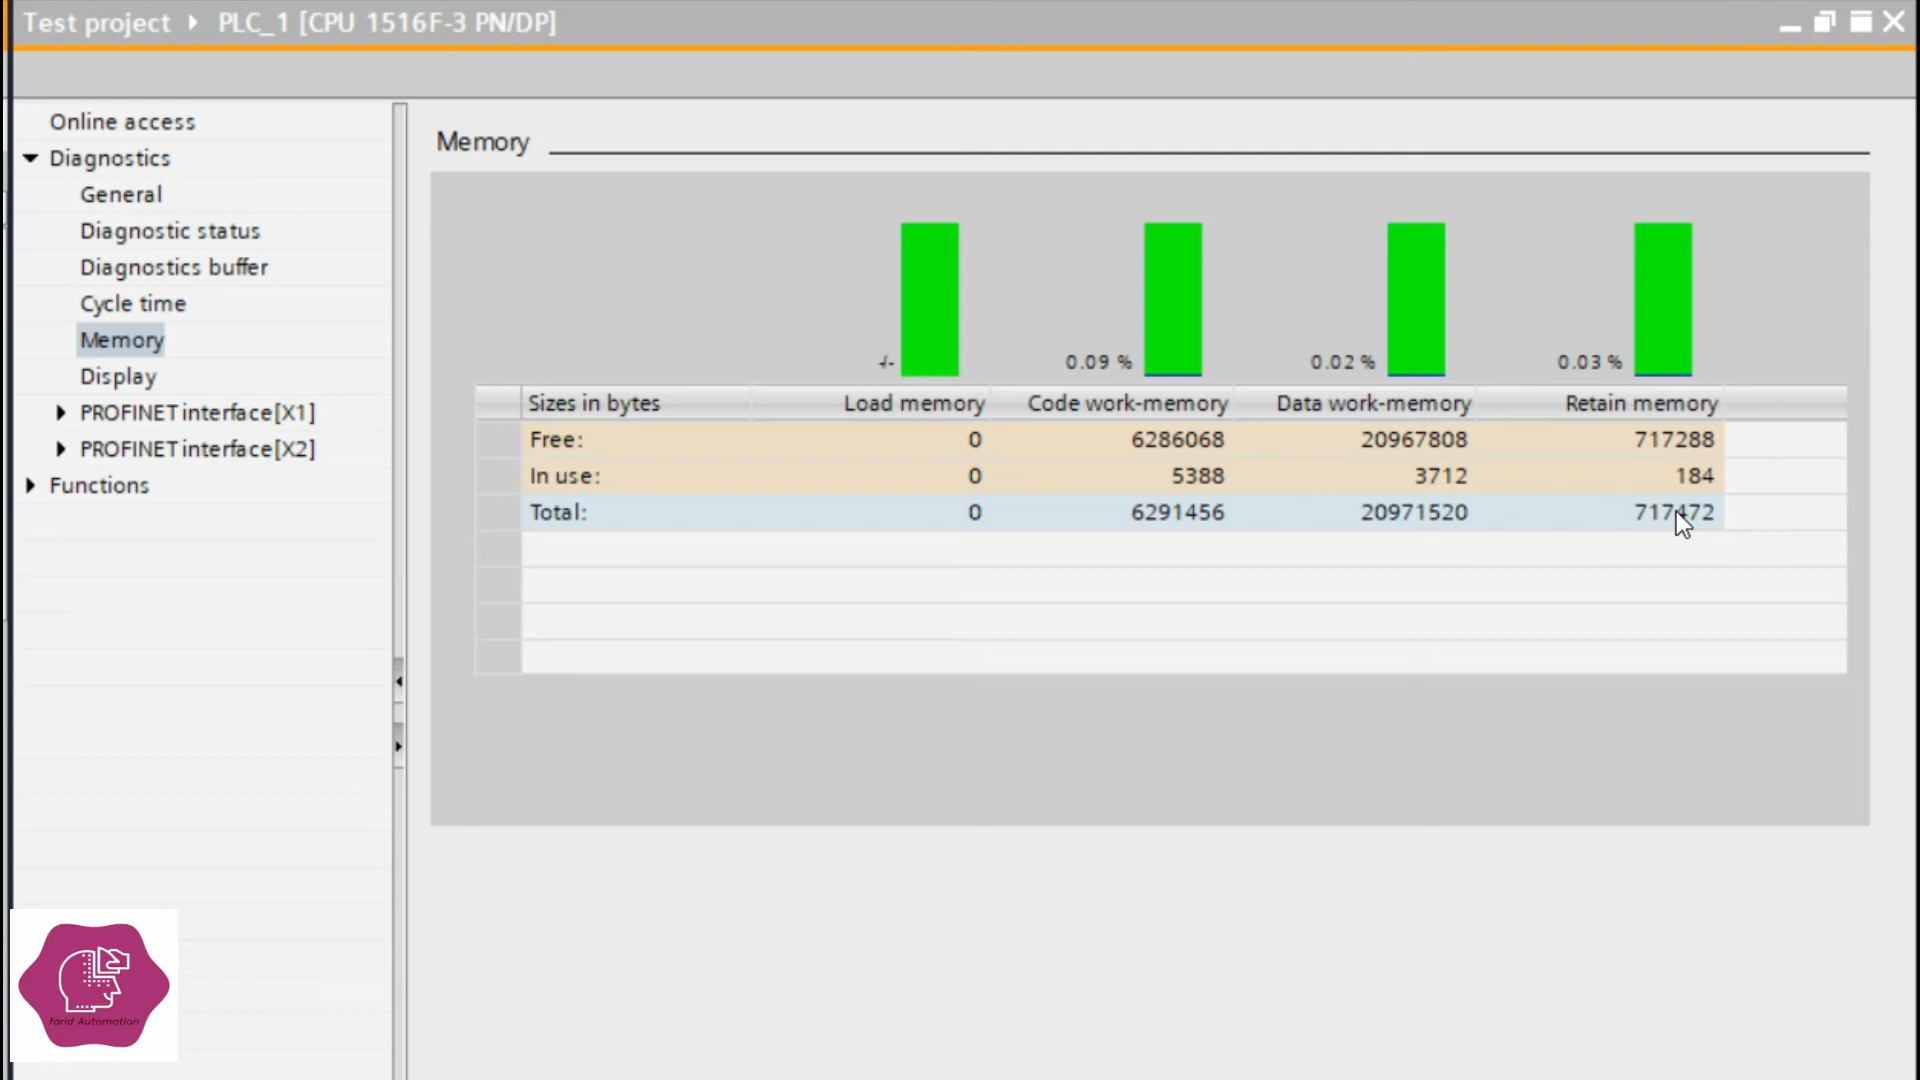 Test project ▸ PLC_1 [CPU 1516F-3 PN/DP]
Online access
Diagnostics
General
Diagnostic status
Diagnostics buffer
Cycle time
Memory
Display
PROFINET interface [X1]
PROFINET interface [X2]
Functions
Memory
-/- 0.09 % 0.02 % 0.03 %
Sizes in bytes Load memory Code work-memory Data work-memory Retain memory
Free: 0 6286068 20967808 717288
In use: 0 5388 3712 184
Total: 0 6291456 20971520 717472
farid Automation